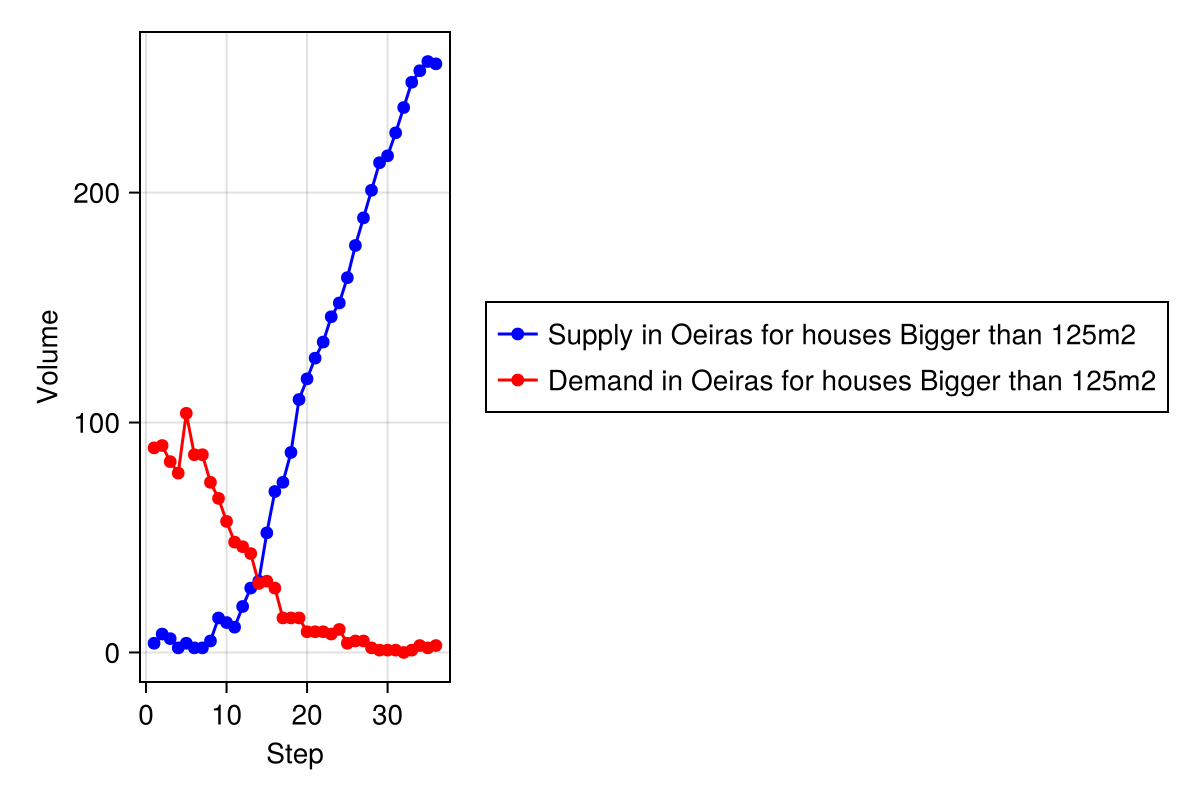 200
100
0
Volume
0 10 20 30
Step
Supply in Oeiras for houses Bigger than 125m2
Demand in Oeiras for houses Bigger than 125m2